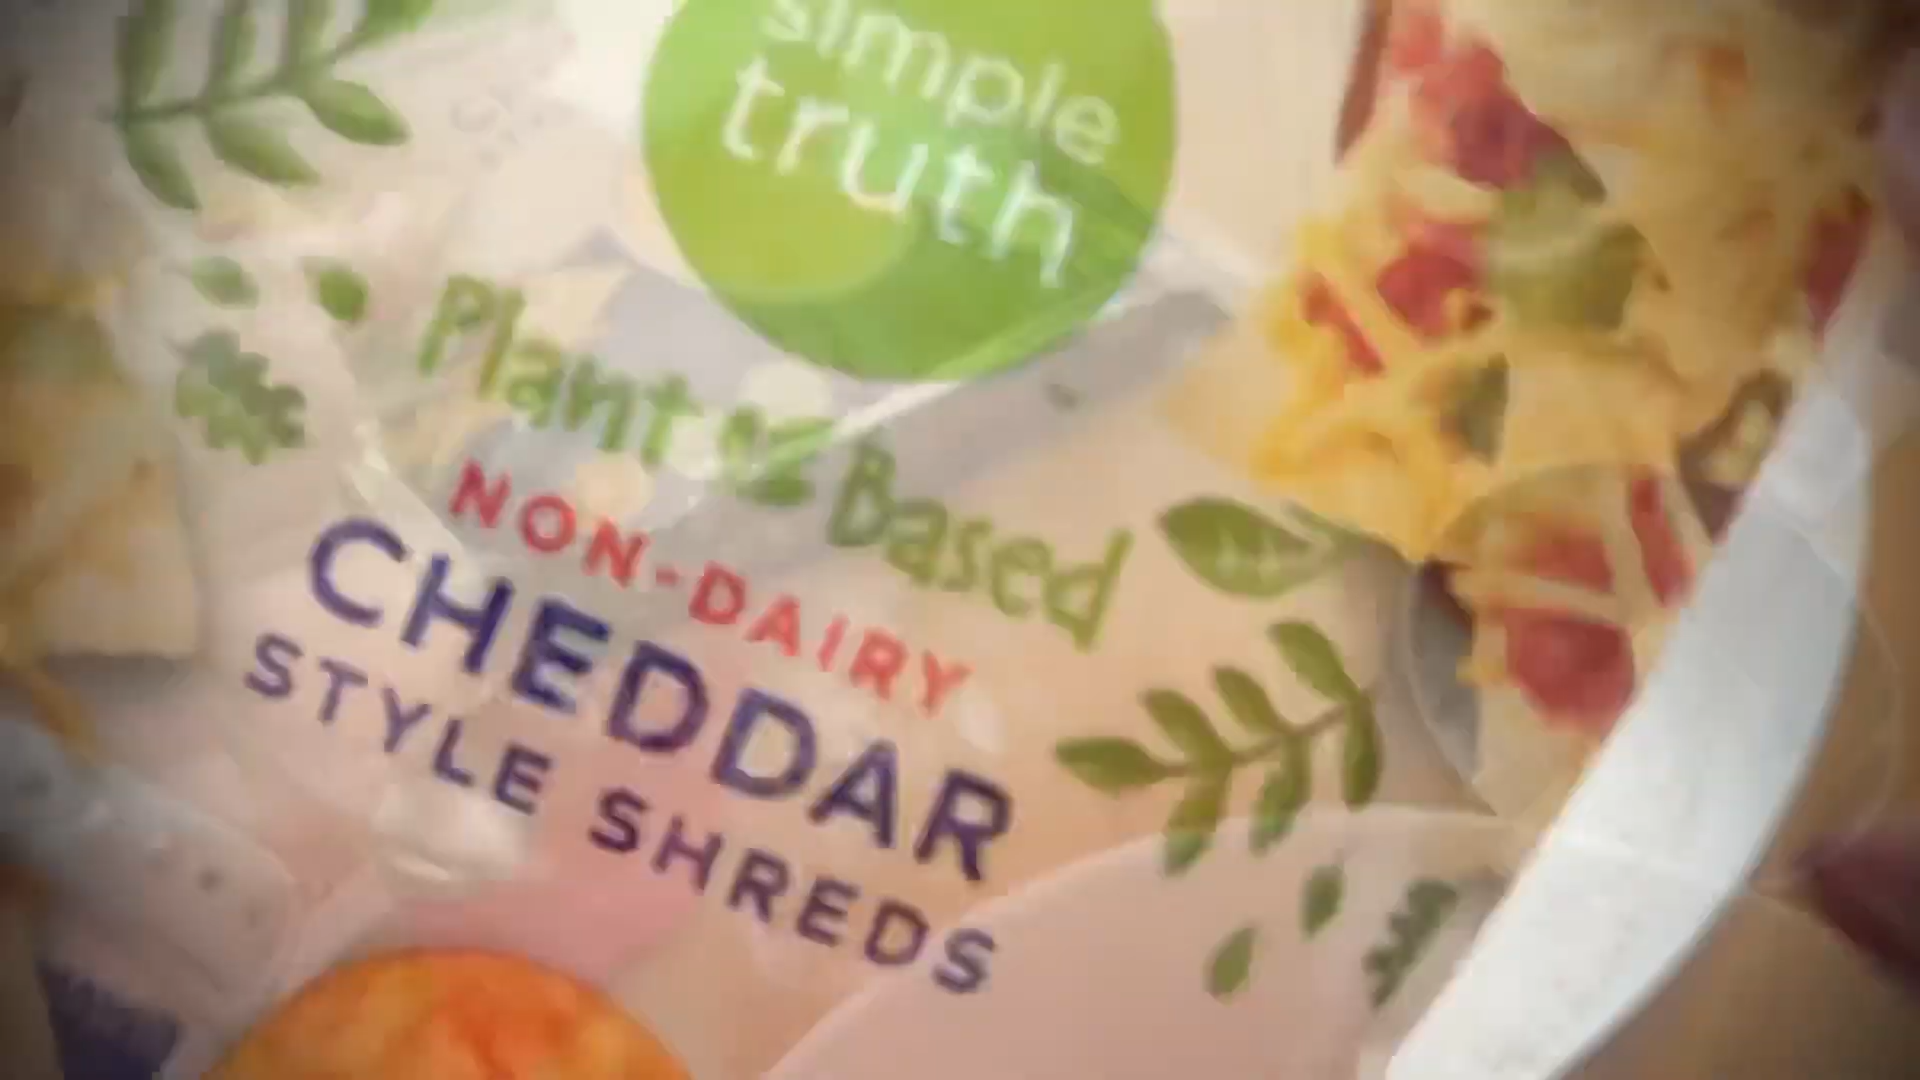 simple
truth
Plant Based
NON-DAIRY
CHEDDAR
STYLE SHREDS